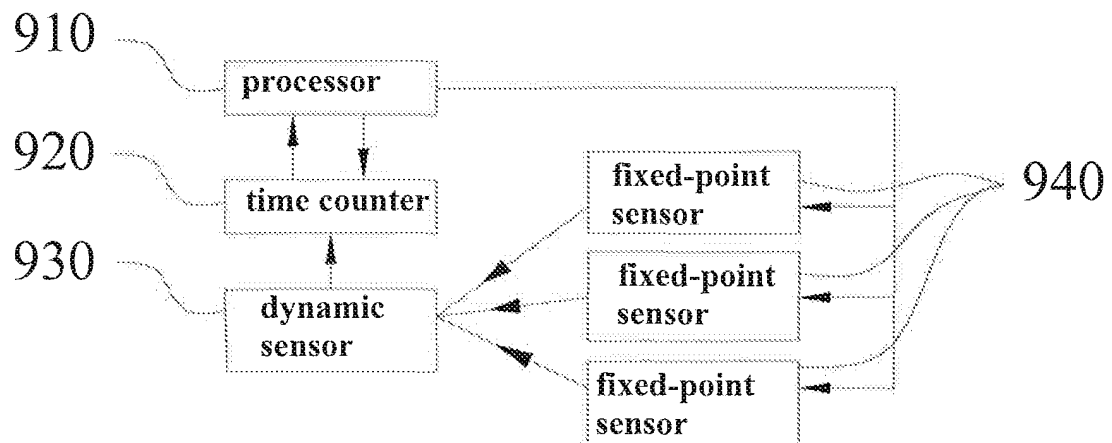 910
processor
920
time counter
fixed-point
sensor
940
930
dynamic
sensor
fixed-point
sensor
fixed-point
sensor